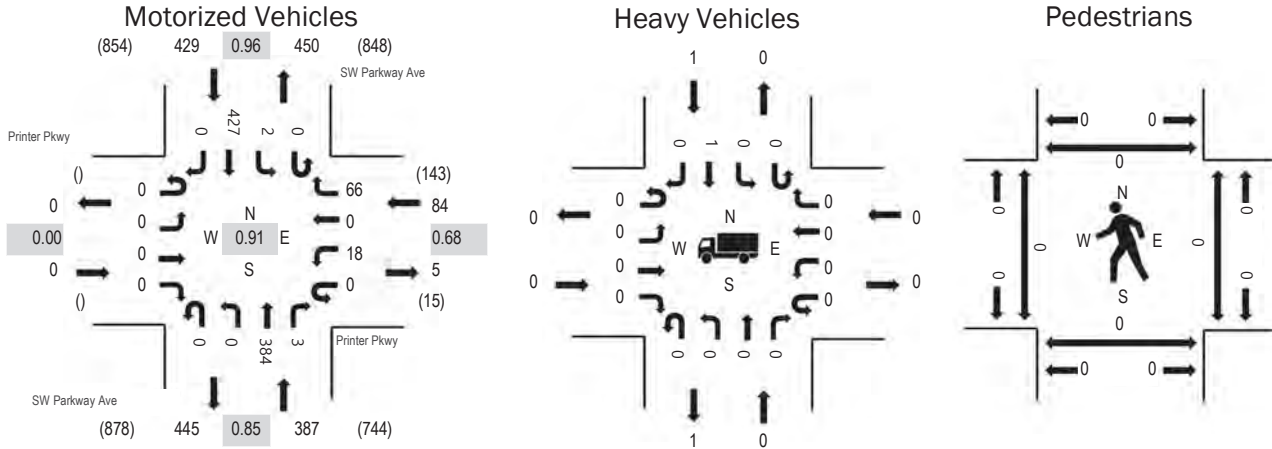 Motorized Vehicles
(854) 429 0.96 450 (848)
SW Parkway Ave
0 427 2 0
Printer Pkwy
() 0 66 (143)
0 0 N 0 84
0.00 W 0.91 E 0.68
0 0 S 18 5
() 0 0 (15)
0 0 384 3
Printer Pkwy
SW Parkway Ave
(878) 445 0.85 387 (744)
Heavy Vehicles
1 0
0 1 0 0
0 0
0 0 N 0 0
W E
0 0 S 0 0
0 0
0 0 0 0
1 0
Pedestrians
0 0
0
0 N 0
W E
0 0
0 S 0
0
0 0